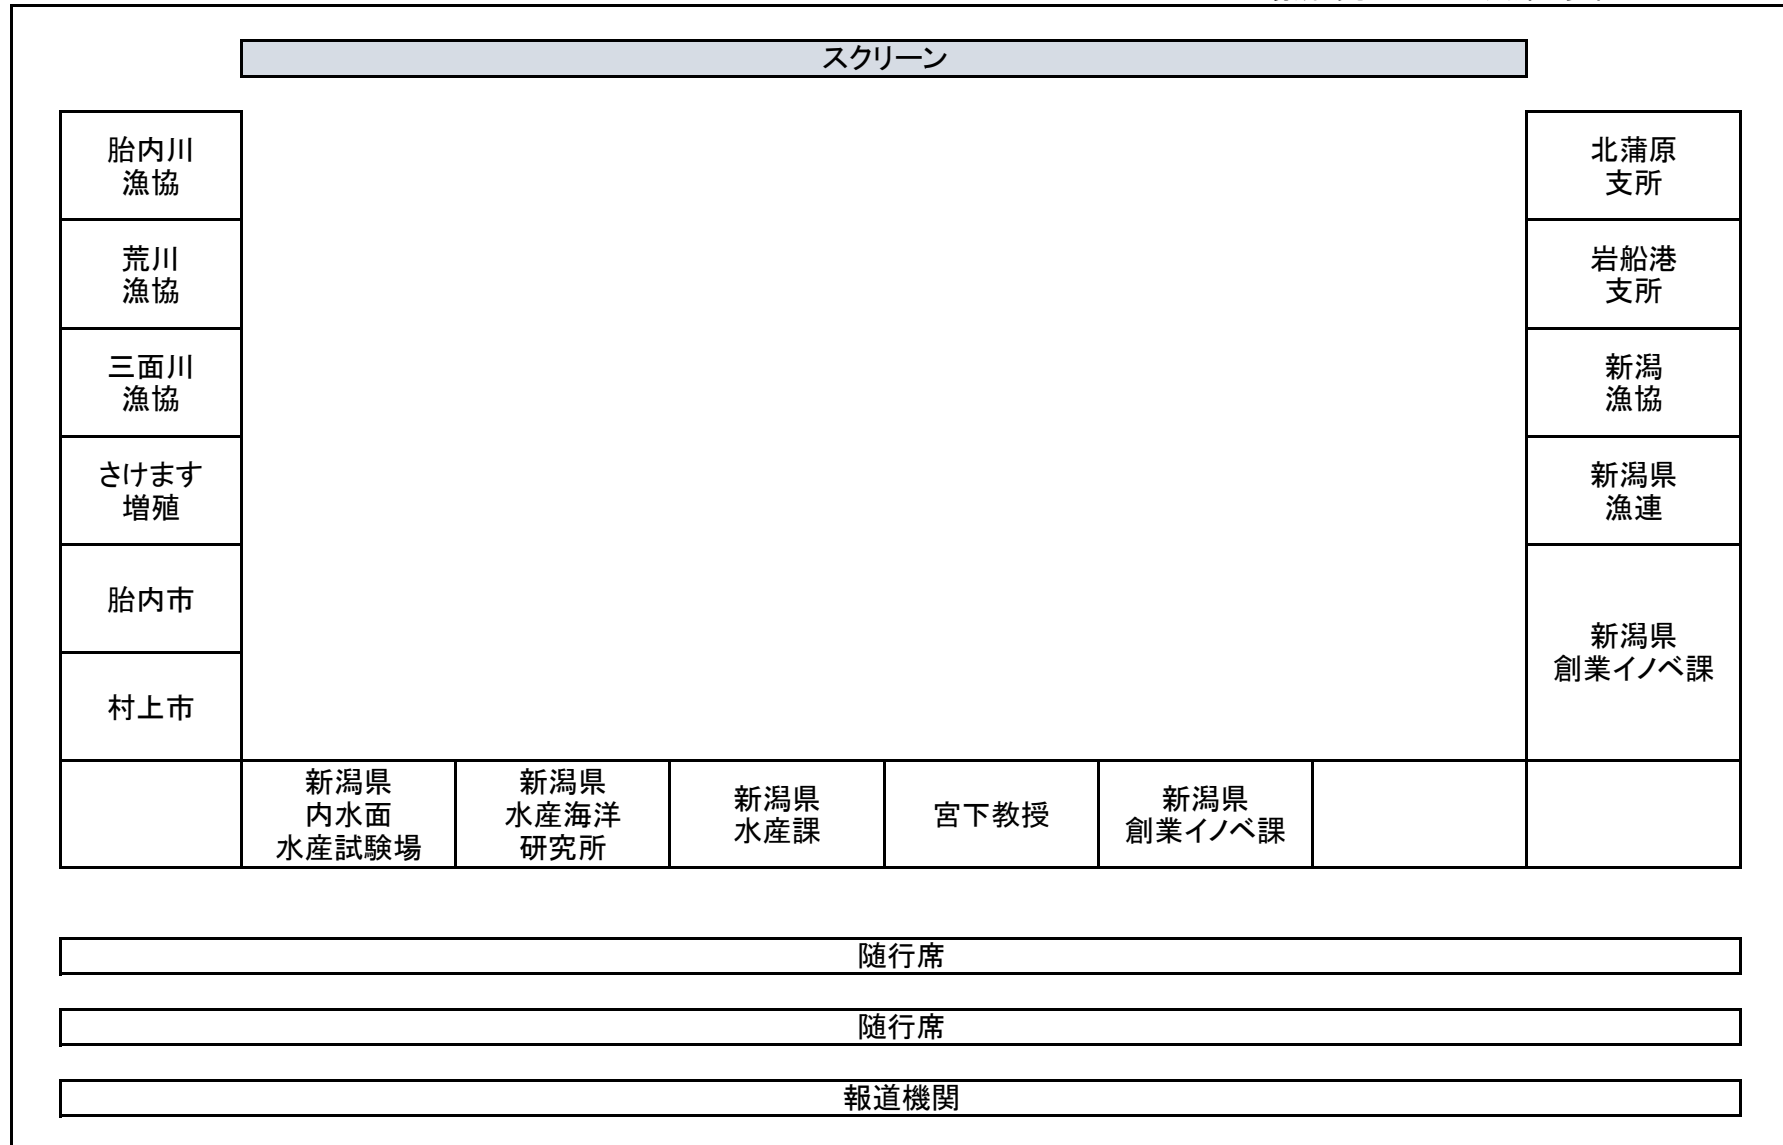 スクリーン
胎内川
漁協
荒川
漁協
三面川
漁協
さけます
増殖
胎内市
村上市
北蒲原
支所
岩船港
支所
新潟
漁協
新潟県
漁連
新潟県
創業イノベ課
新潟県
内水面
水産試験場
新潟県
水産海洋
研究所
新潟県
水産課
宮下教授
新潟県
創業イノベ課
随行席
随行席
報道機関